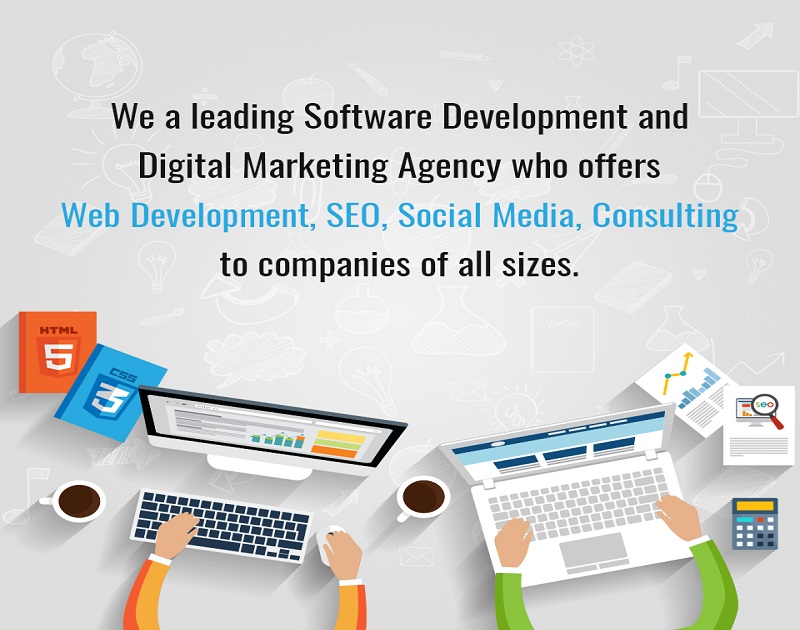 We a leading Software Development and
Digital Marketing Agency who offers
Web Development, SEO, Social Media, Consulting
to companies of all sizes.
Notes
HTML
5
CSS
3
seo